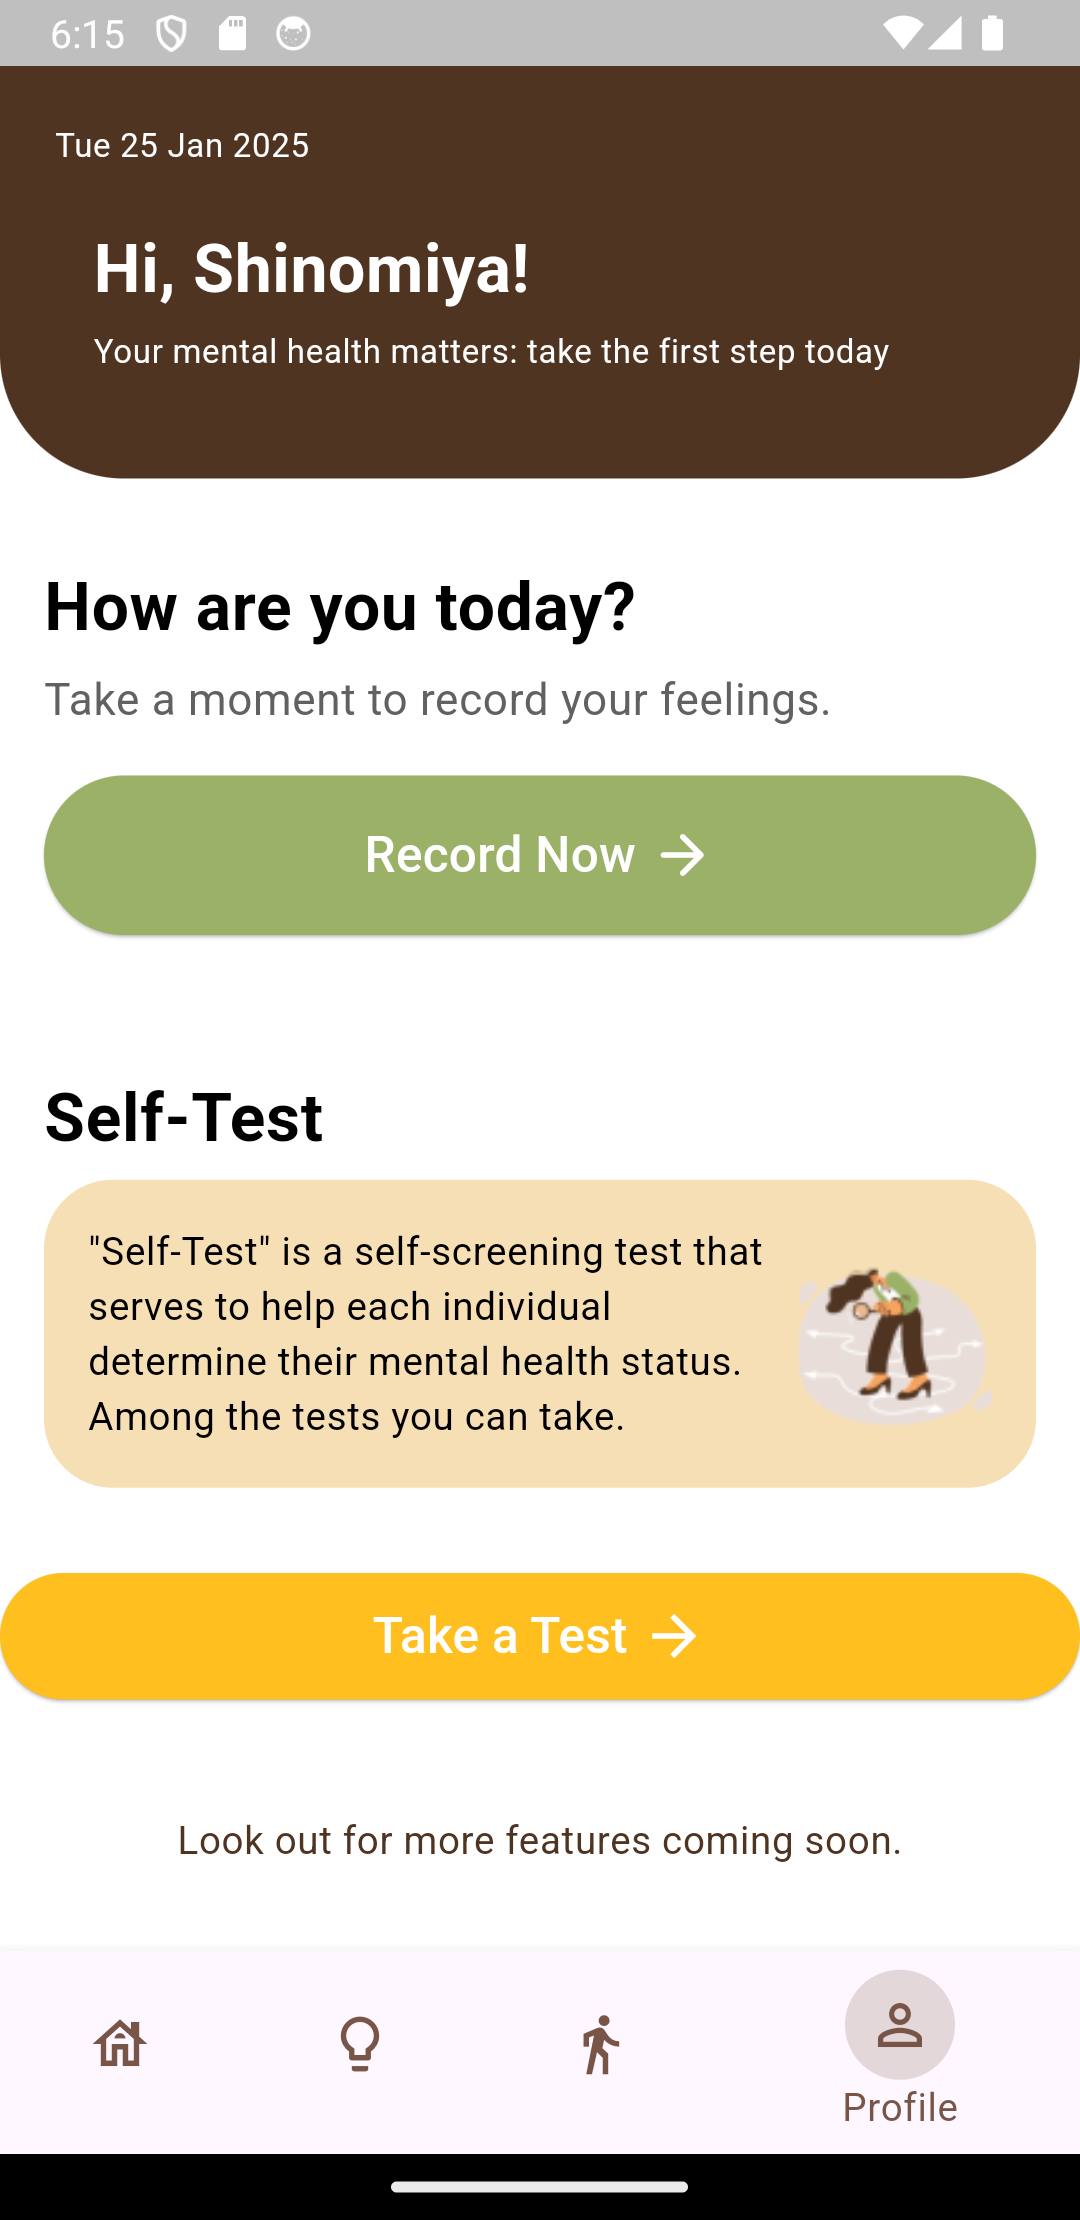 6:15
Tue 25 Jan 2025
Hi, Shinomiya!
Your mental health matters: take the first step today
How are you today?
Take a moment to record your feelings.
Record Now
Self-Test
"Self-Test" is a self-screening test that
serves to help each individual
determine their mental health status.
Among the tests you can take.
Take a Test
Look out for more features coming soon.
Profile